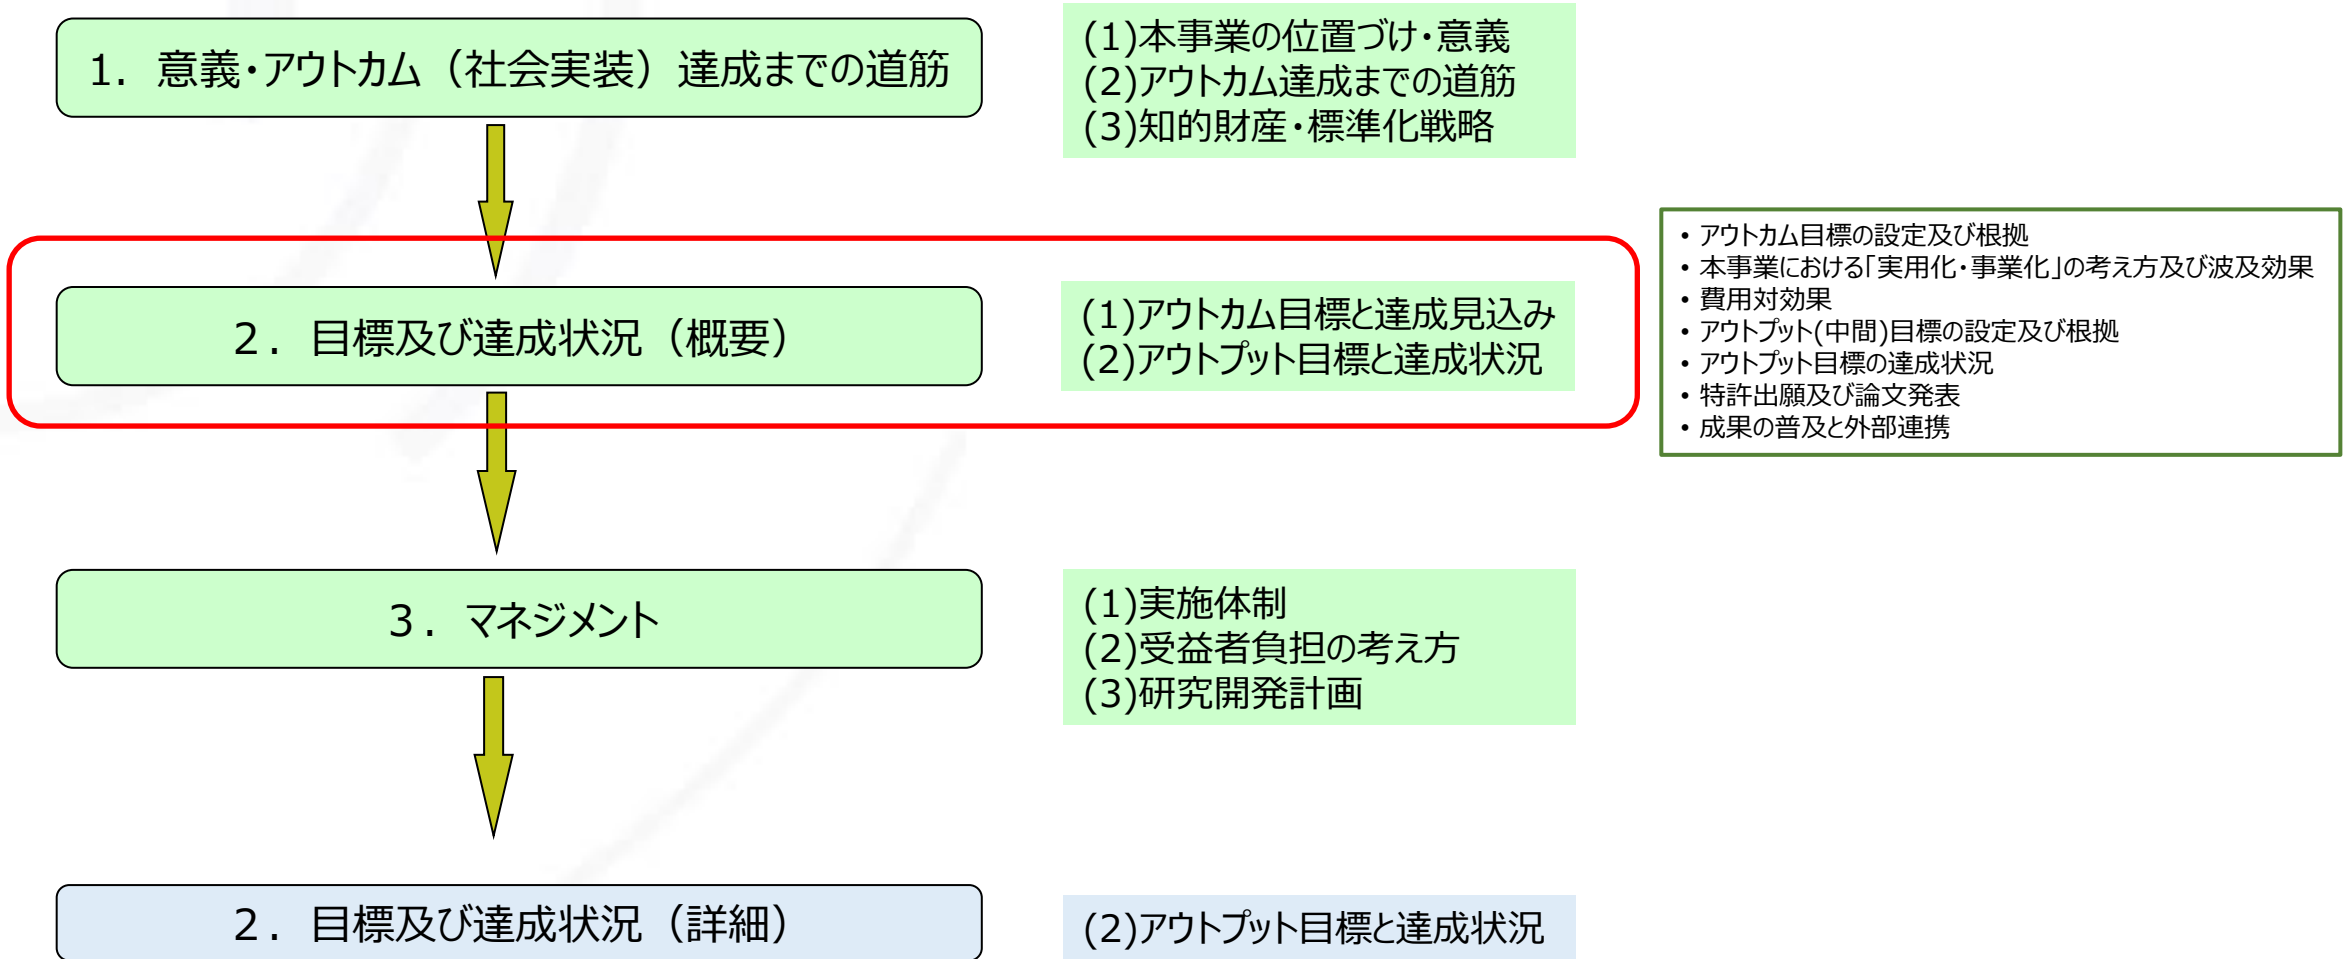 1. 意義・アウトカム（社会実装）達成までの道筋
(1)本事業の位置づけ・意義
(2)アウトカム達成までの道筋
(3)知的財産・標準化戦略
2. 目標及び達成状況（概要）
(1)アウトカム目標と達成見込み
(2)アウトプット目標と達成状況
• アウトカム目標の設定及び根拠
• 本事業における「実用化・事業化」の考え方及び波及効果
• 費用対効果
• アウトプット(中間)目標の設定及び根拠
• アウトプット目標の達成状況
• 特許出願及び論文発表
• 成果の普及と外部連携
3. マネジメント
(1)実施体制
(2)受益者負担の考え方
(3)研究開発計画
2. 目標及び達成状況（詳細）
(2)アウトプット目標と達成状況